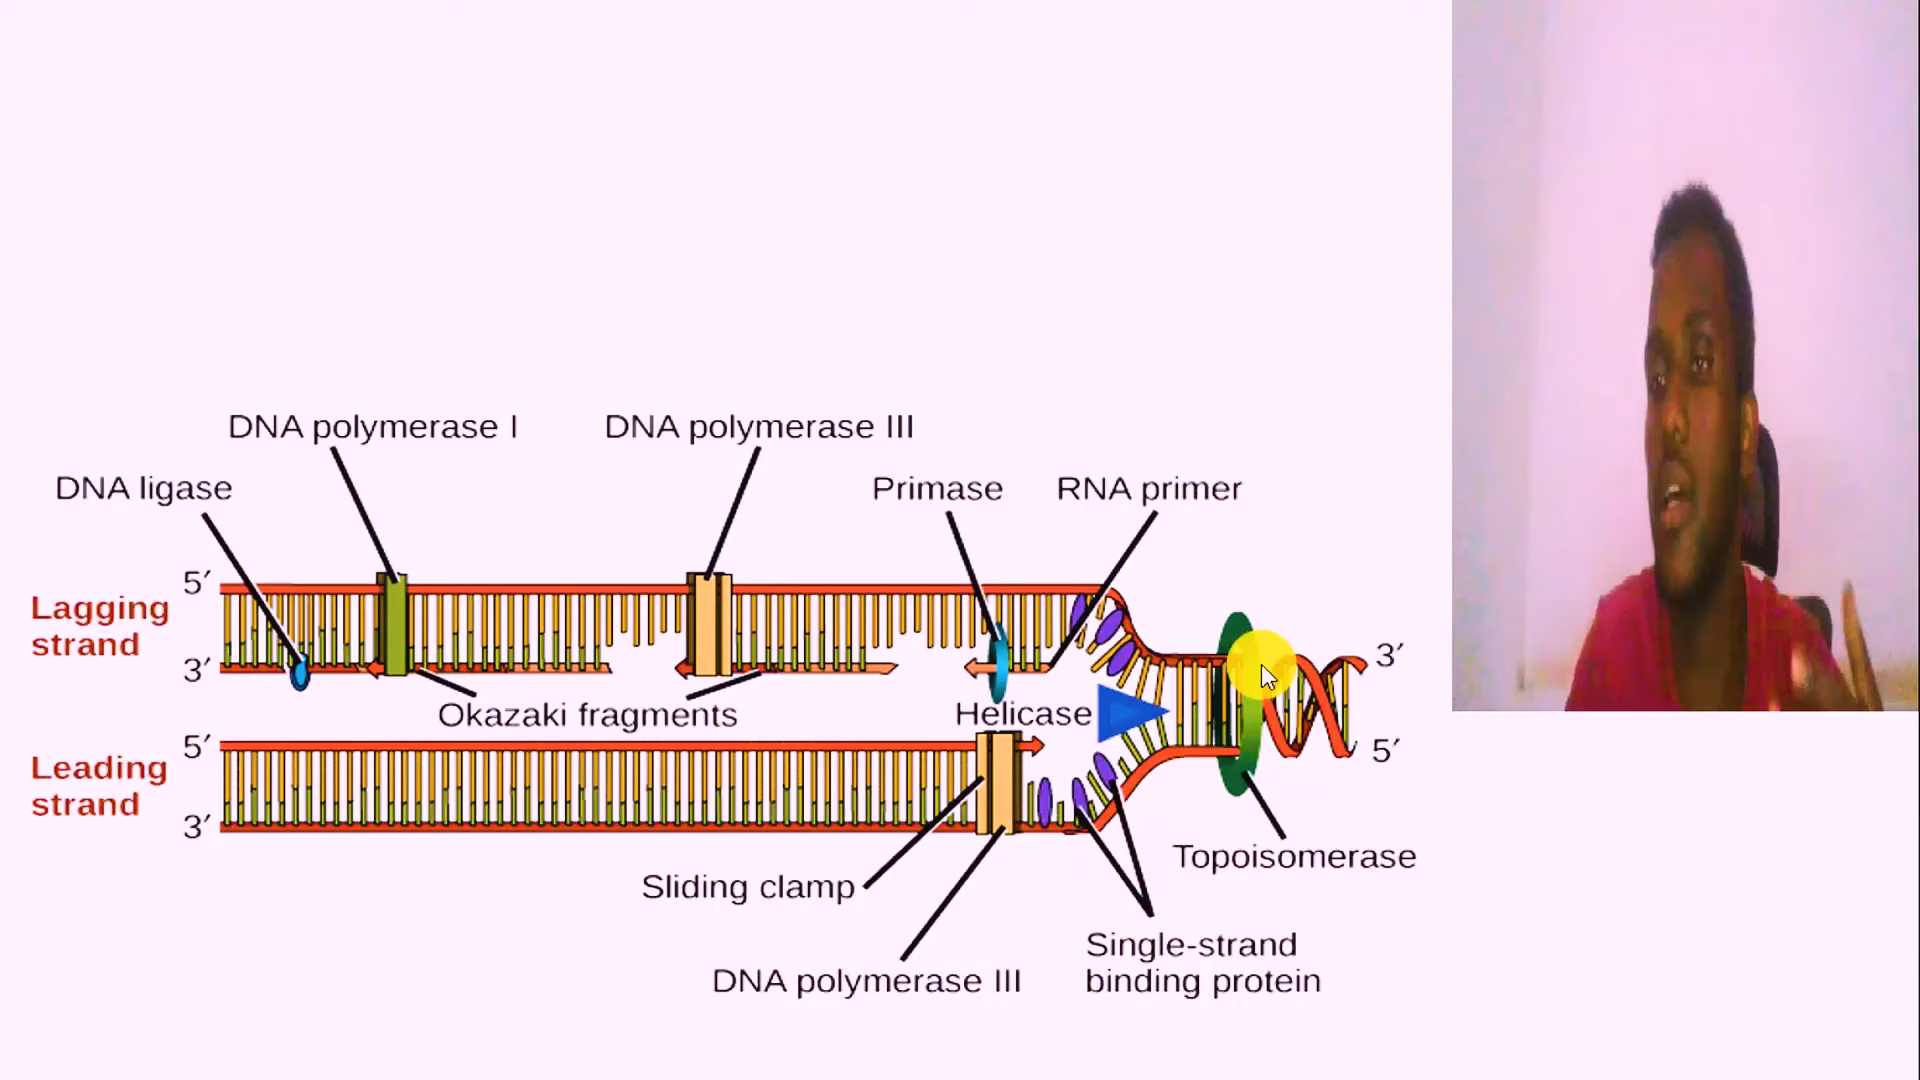 DNA polymerase I
DNA polymerase III
DNA ligase
Primase
RNA primer
5′
Lagging
strand
3′
3′
Okazaki fragments
Helicase
5′
5′
Leading
strand
3′
Topoisomerase
Sliding clamp
Single-strand
binding protein
DNA polymerase III